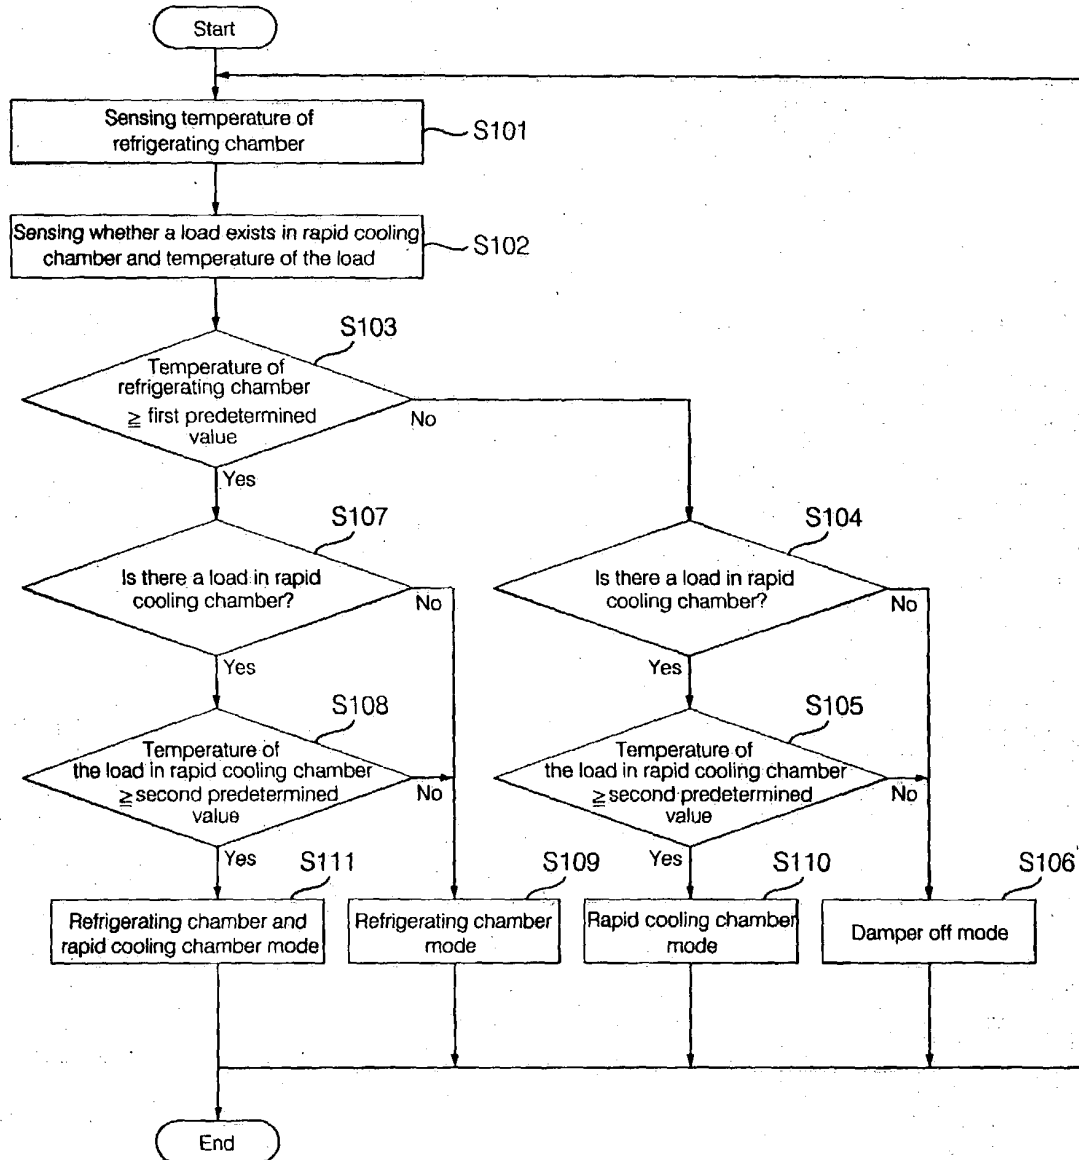 Start
Sensing temperature of
refrigerating chamber
S101
Sensing whether a load exists in rapid cooling
chamber and temperature of the load
S102
S103
Temperature of
refrigerating chamber
≧ first predetermined
value
No
Yes
S107
Is there a load in rapid
cooling chamber?
No
Yes
S104
Is there a load in rapid
cooling chamber?
No
Yes
S108
Temperature of
the load in rapid cooling chamber
≧ second predetermined
value
No
Yes
S105
Temperature of
the load in rapid cooling chamber
≧ second predetermined
value
No
Yes
S111
Refrigerating chamber and
rapid cooling chamber mode
S109
Refrigerating chamber
mode
S110
Rapid cooling chamber
mode
S106
Damper off mode
End